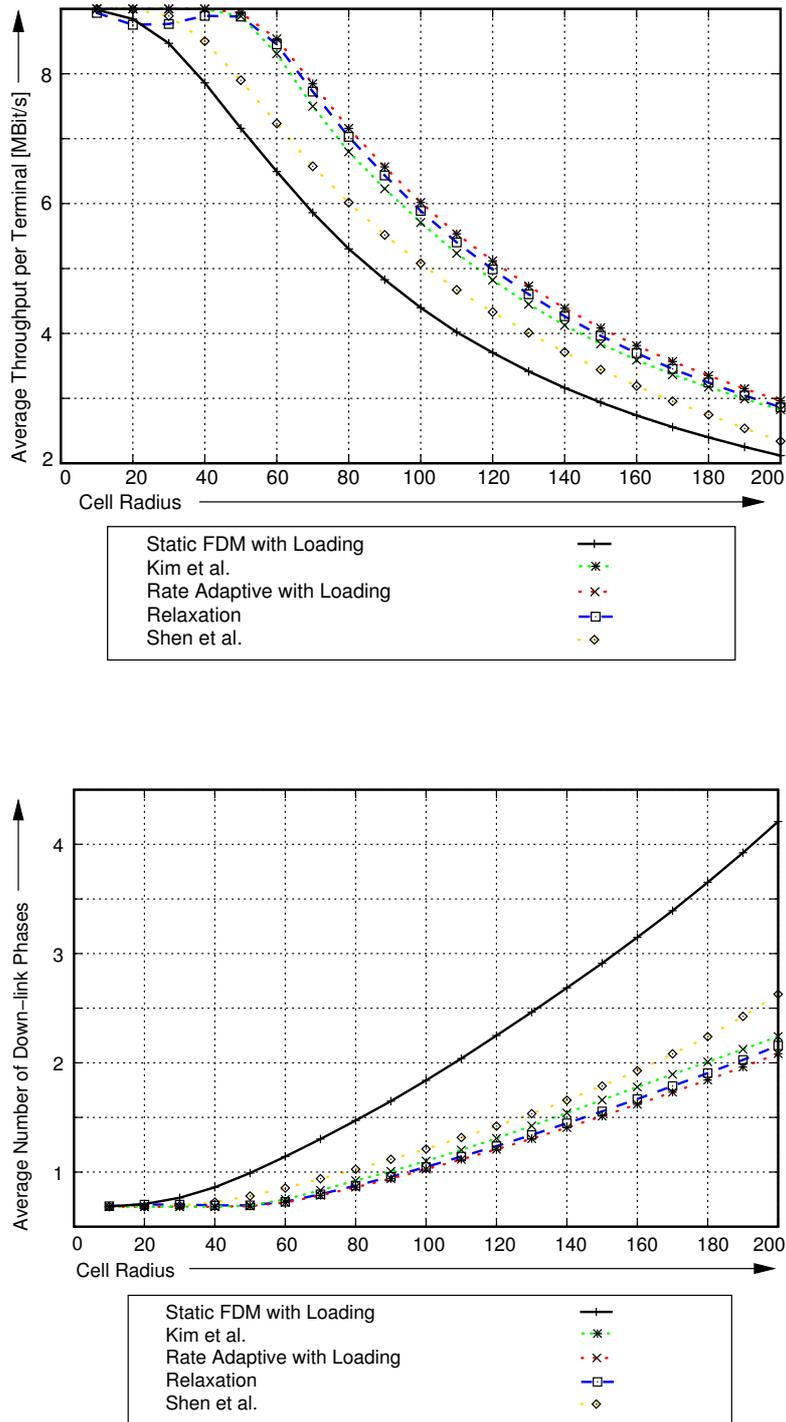 Average Throughput per Terminal [MBit/s]
8
6
4
2
0 20 40 60 80 100 120 140 160 180 200
Cell Radius
Static FDM with Loading
Kim et al.
Rate Adaptive with Loading
Relaxation
Shen et al.
Average Number of Down−link Phases
4
3
2
1
0 20 40 60 80 100 120 140 160 180 200
Cell Radius
Static FDM with Loading
Kim et al.
Rate Adaptive with Loading
Relaxation
Shen et al.